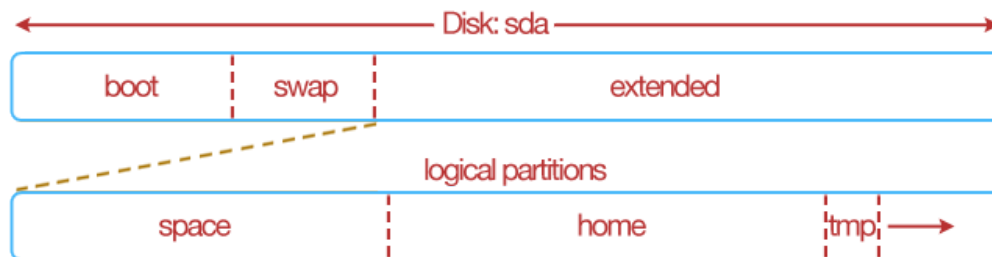 Disk: sda
boot swap extended
logical partitions
space home tmp